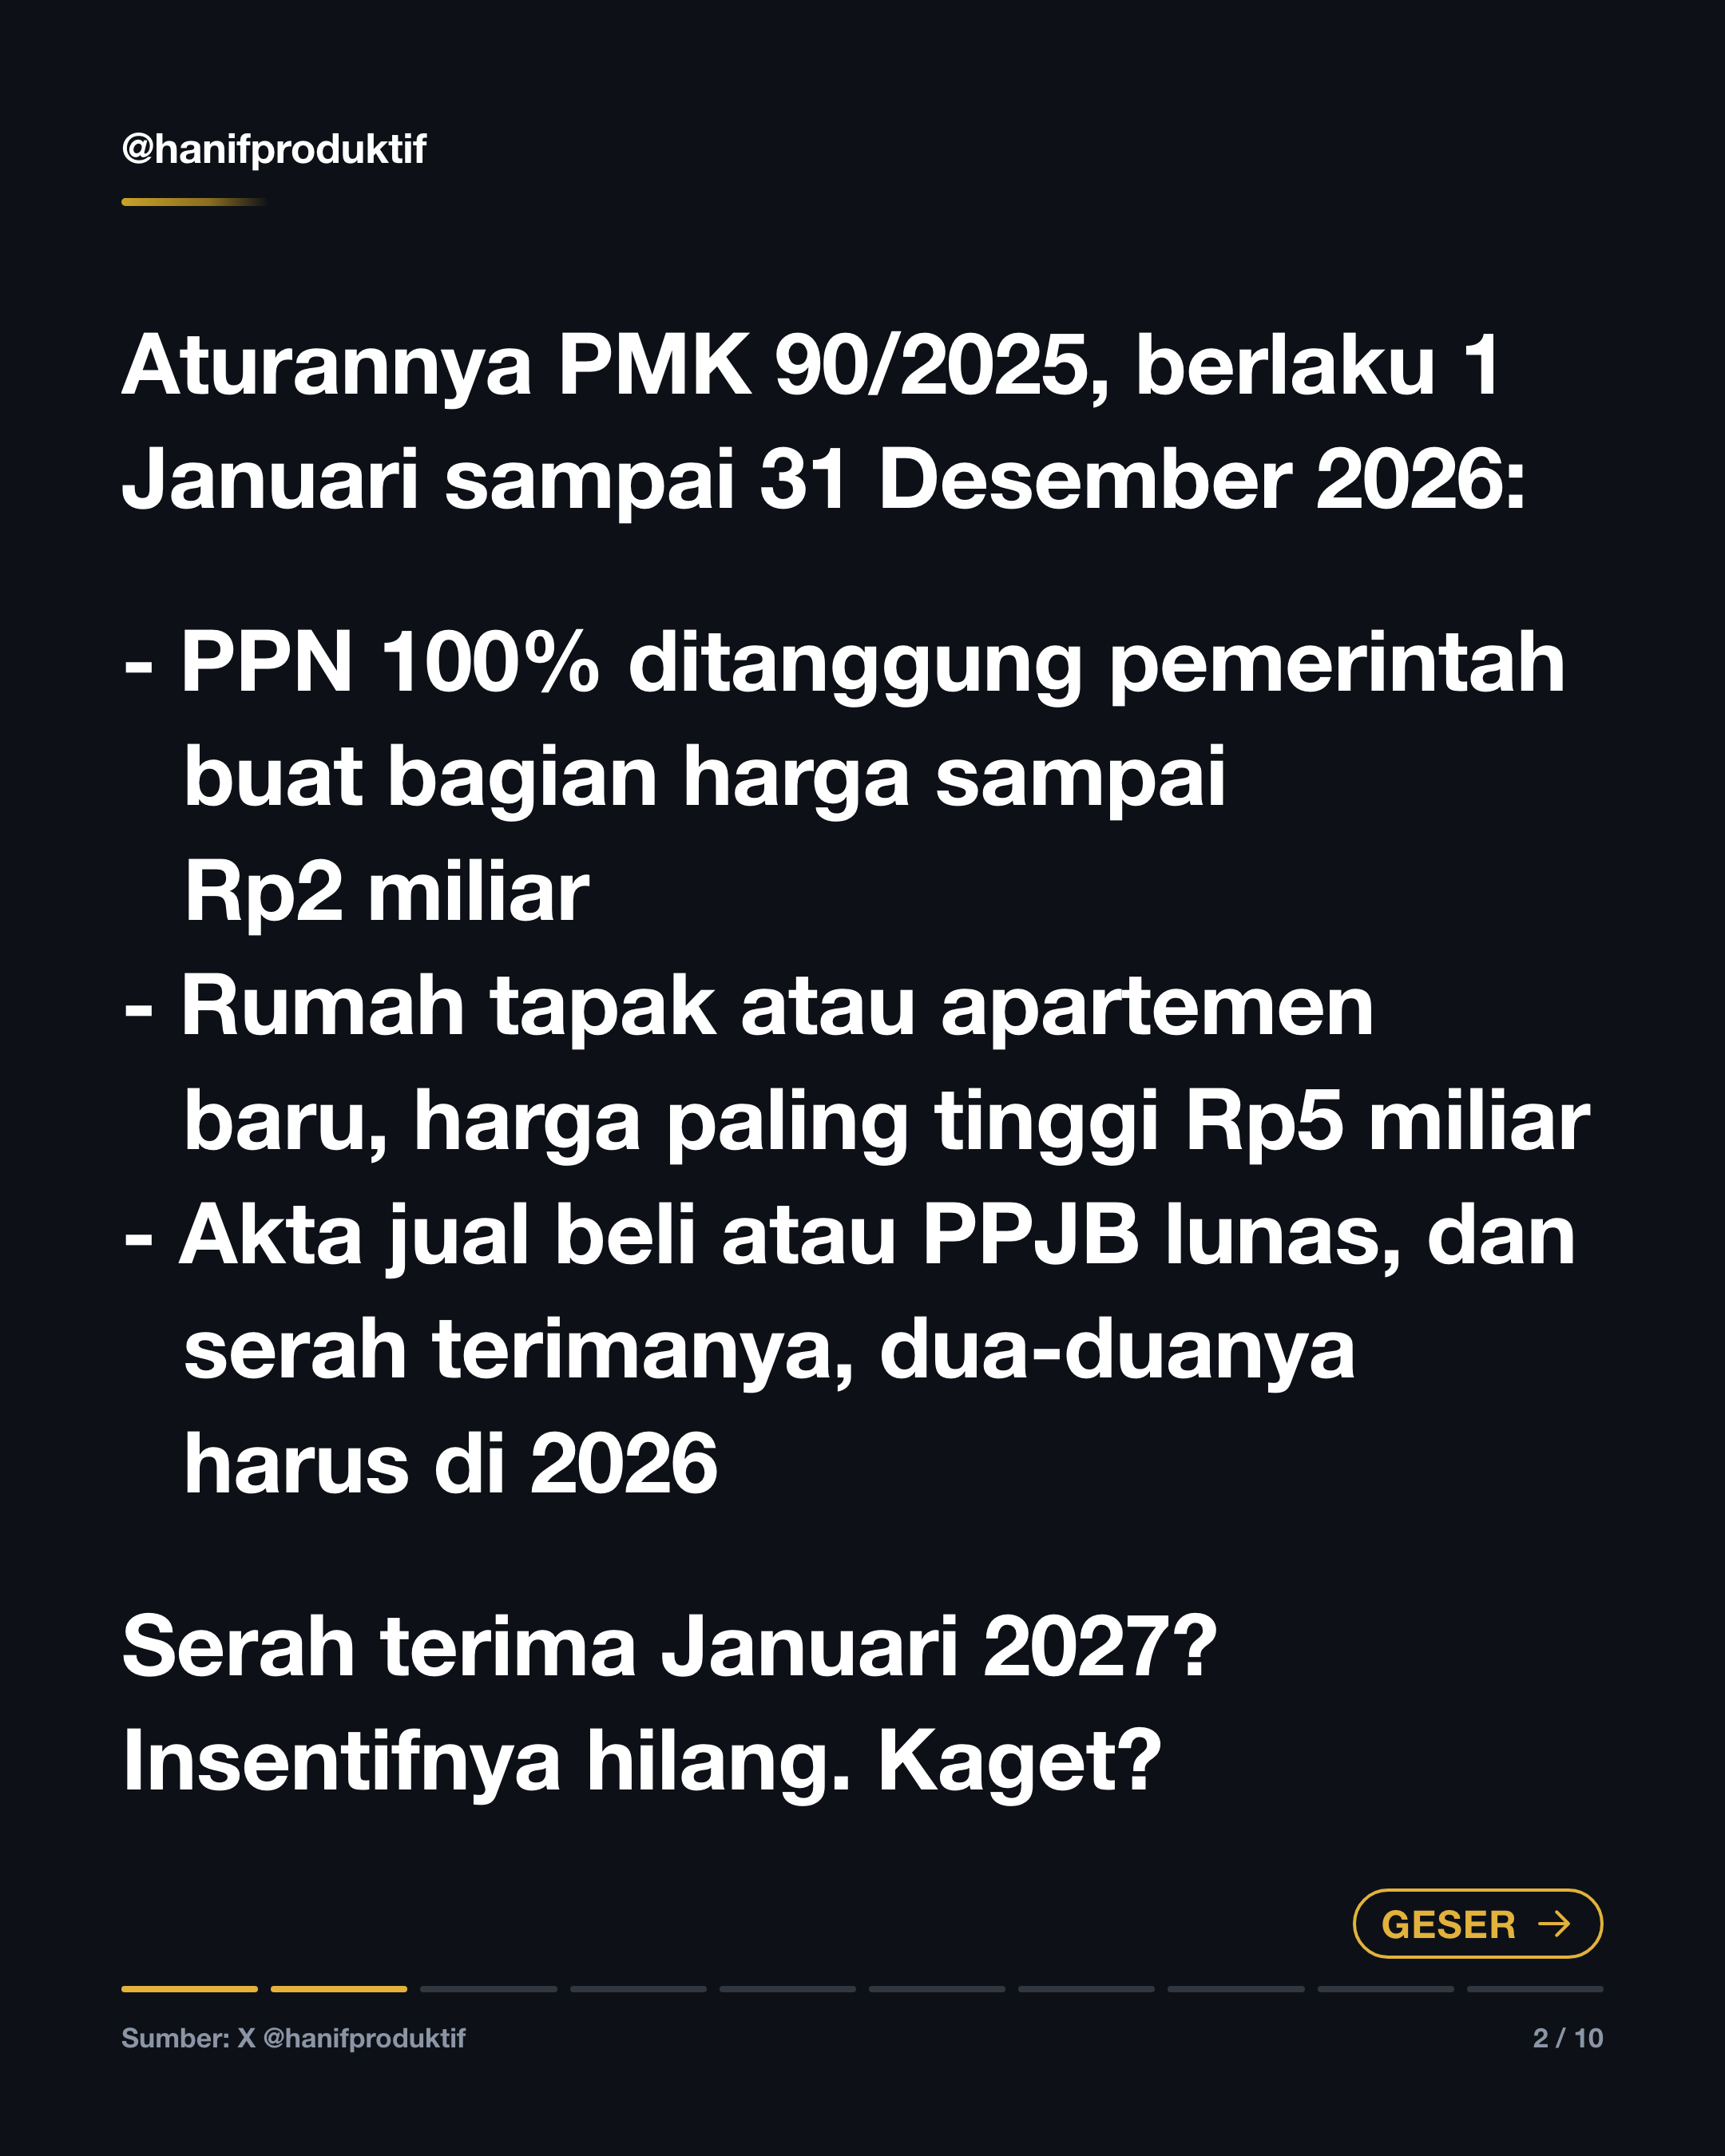 @hanifproduktif
Aturannya PMK 90/2025, berlaku 1
Januari sampai 31 Desember 2026:
- PPN 100% ditanggung pemerintah
buat bagian harga sampai
Rp2 miliar
- Rumah tapak atau apartemen
baru, harga paling tinggi Rp5 miliar
- Akta jual beli atau PPJB lunas, dan
serah terimanya, dua-duanya
harus di 2026
Serah terima Januari 2027?
Insentifnya hilang. Kaget?
GESER →
Sumber: X @hanifproduktif
2 / 10